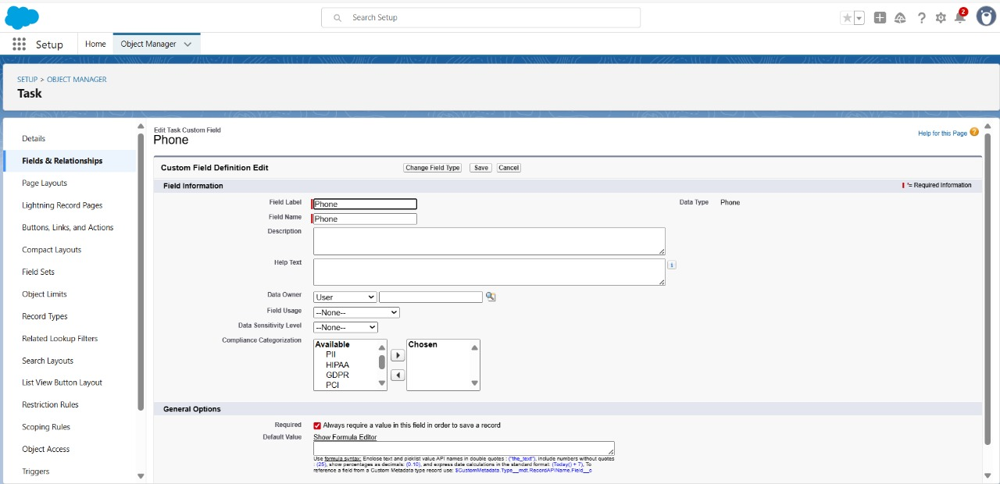 Search Setup
2
Setup
Home
Object Manager
SETUP > OBJECT MANAGER
Task
Details
Fields & Relationships
Page Layouts
Lightning Record Pages
Buttons, Links, and Actions
Compact Layouts
Field Sets
Object Limits
Record Types
Related Lookup Filters
Search Layouts
List View Button Layout
Restriction Rules
Scoping Rules
Object Access
Triggers
Edit Task Custom Field
Phone
Help for this Page
Custom Field Definition Edit
Change Field Type
Save
Cancel
Field Information
= Required Information
Field Label
Phone
Data Type
Phone
Field Name
Phone
Description
Help Text
i
Data Owner
User
Field Usage
--None--
Data Sensitivity Level
--None--
Compliance Categorization
Available
PII
HIPAA
GDPR
PCI
Chosen
General Options
Required
Always require a value in this field in order to save a record
Default Value
Show Formula Editor
Use formula syntax: Enclose text and picklist value API names in double quotes : ("the_text"), include numbers without quotes
: (25), show percentages as decimals: (0.10), and express date calculations in the standard format: (Today() + 7), To
reference a field from a Custom Metadata type record use: $CustomMetadata.Type__mdt.RecordAPIName.Field__c